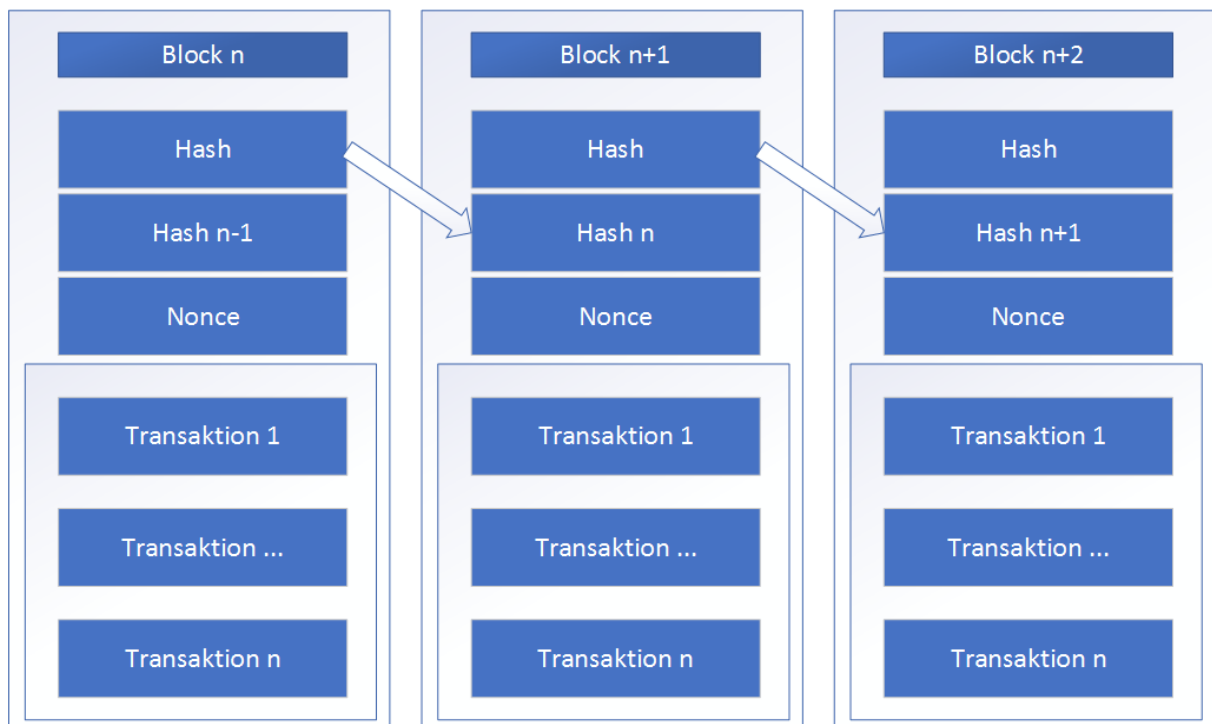 Block n
Hash
Hash n-1
Nonce
Transaktion 1
Transaktion ...
Transaktion n
Block n+1
Hash
Hash n
Nonce
Transaktion 1
Transaktion ...
Transaktion n
Block n+2
Hash
Hash n+1
Nonce
Transaktion 1
Transaktion ...
Transaktion n